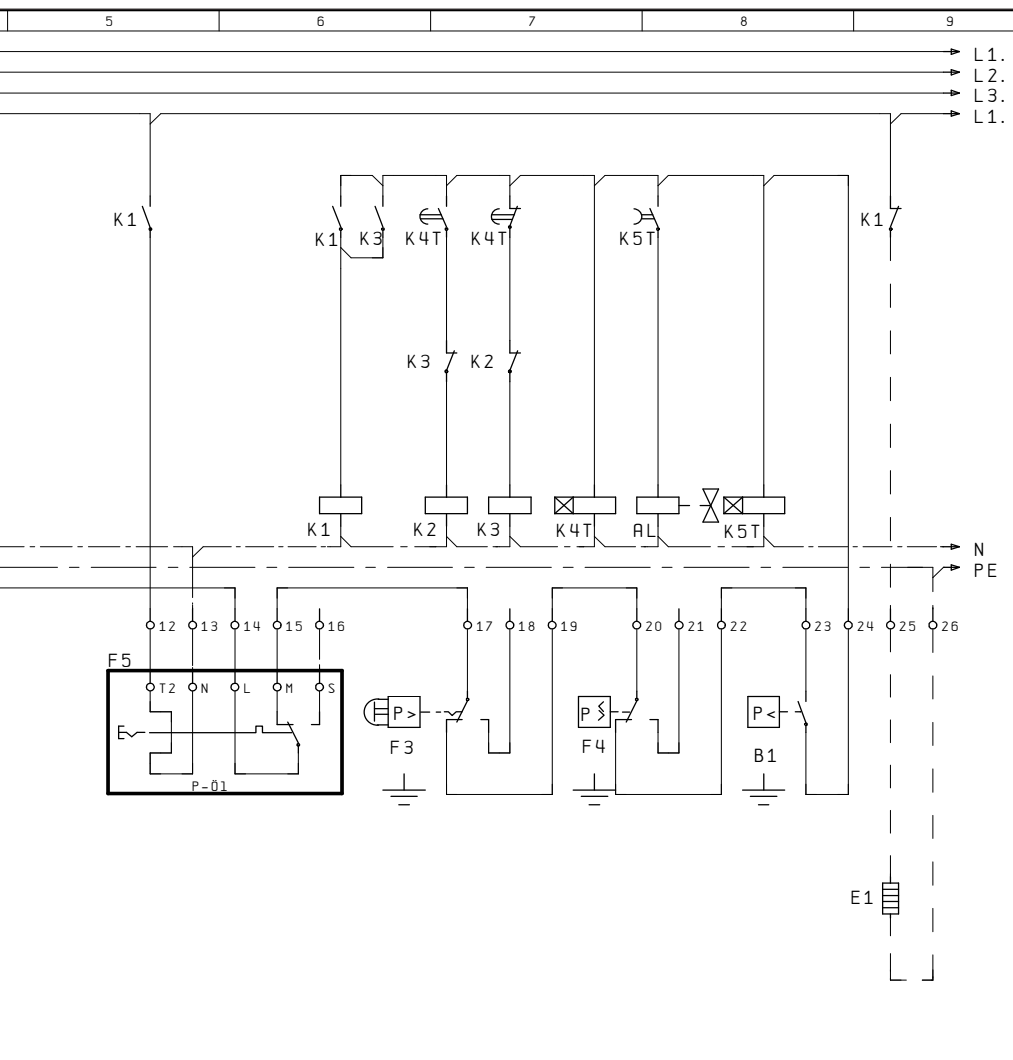 5 6 7 8 9
L1.
L2.
L3.
L1.
K1 K1 K3 K4T K4T K5T K1
K3 K2
K1 K2 K3 K4T AL K5T
N
PE
12 13 14 15 16 17 18 19 20 21 22 23 24 25 26
F5
T2 N L M S
P> P P<
F3 F4 B1
P-Öl
E1